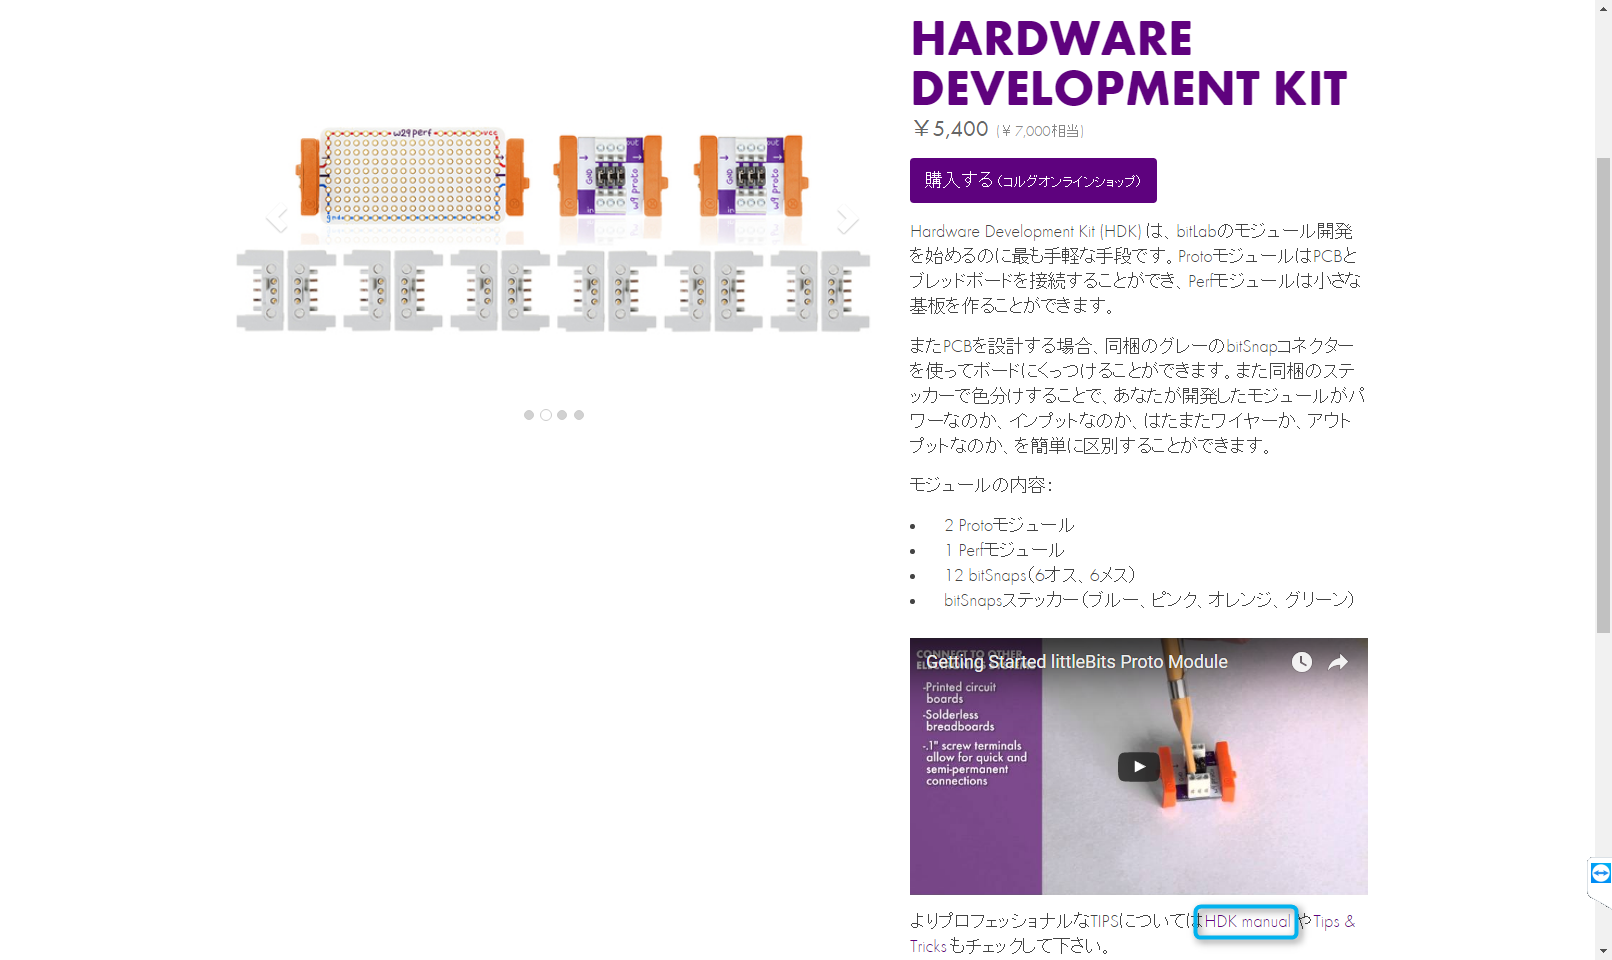 HARDWARE
DEVELOPMENT KIT
￥5,400 (￥7,000相当)
購入する(コルグオンラインショップ)
Hardware Development Kit (HDK) は、bitLabのモジュール開発
を始めるのに最も手軽な手段です。ProtoモジュールはPCBと
ブレッドボードを接続することができ、Perfモジュールは小さな
基板を作ることができます。
またPCBを設計する場合、同梱のグレーのbitSnapコネクター
を使ってボードにくっつけることができます。また同梱のステ
ッカーで色分けすることで、あなたが開発したモジュールがパ
ワーなのか、インプットなのか、はたまたワイヤーか、アウト
プットなのか、を簡単に区別することができます。
モジュールの内容：
• 2 Protoモジュール
• 1 Perfモジュール
• 12 bitSnaps（6オス、6メス）
• bitSnapsステッカー（ブルー、ピンク、オレンジ、グリーン）
w29 perf
vcc
gnd
out
GND
w9 proto
in
out
GND
w9 proto
in
CONNECT TO OTHER
Getting Started littleBits Proto Module
-Printed circuit
boards
-Solderless
breadboards
-.1" screw terminals
allow for quick and
semi-permanent
connections
よりプロフェッショナルなTIPSについてはHDK manualやTips &
Tricksもチェックして下さい。